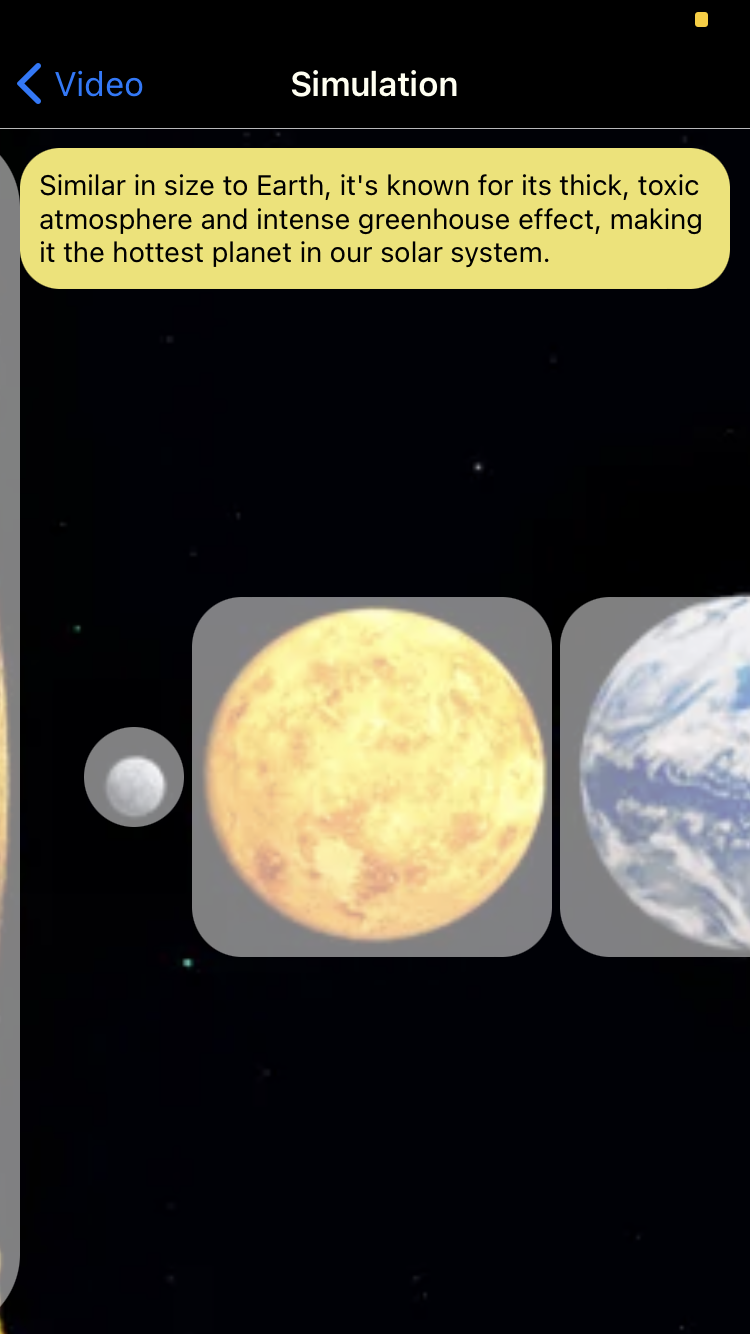 Video
Simulation
Similar in size to Earth, it's known for its thick, toxic
atmosphere and intense greenhouse effect, making
it the hottest planet in our solar system.